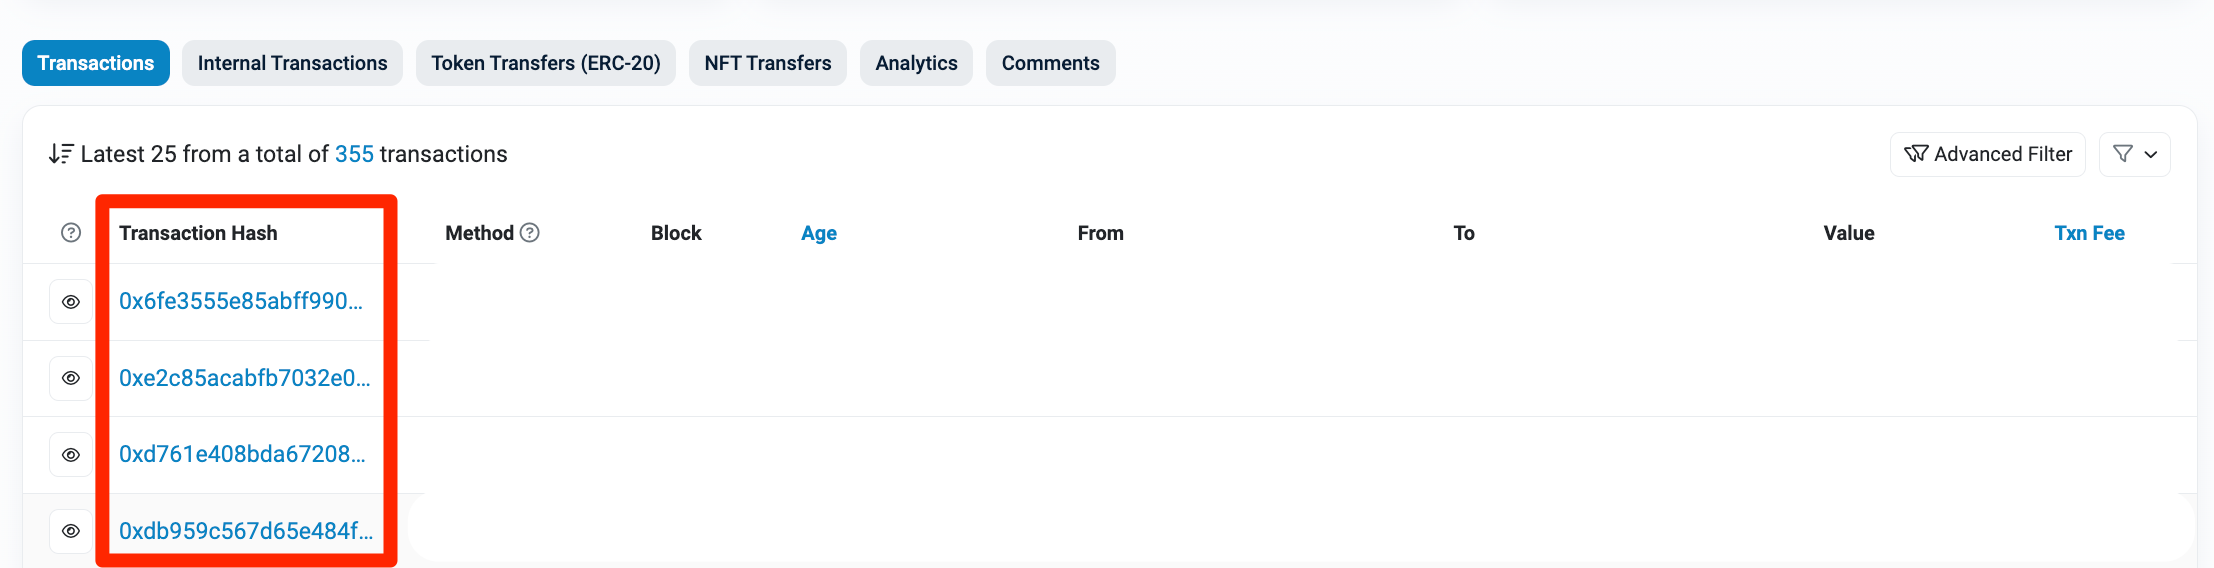 Transactions Internal Transactions Token Transfers (ERC-20) NFT Transfers Analytics Comments
Latest 25 from a total of 355 transactions Advanced Filter
Transaction Hash Method Block Age From To Value Txn Fee
0x6fe3555e85abff990...
0xe2c85acabfb7032e0...
0xd761e408bda67208...
0xdb959c567d65e484f...